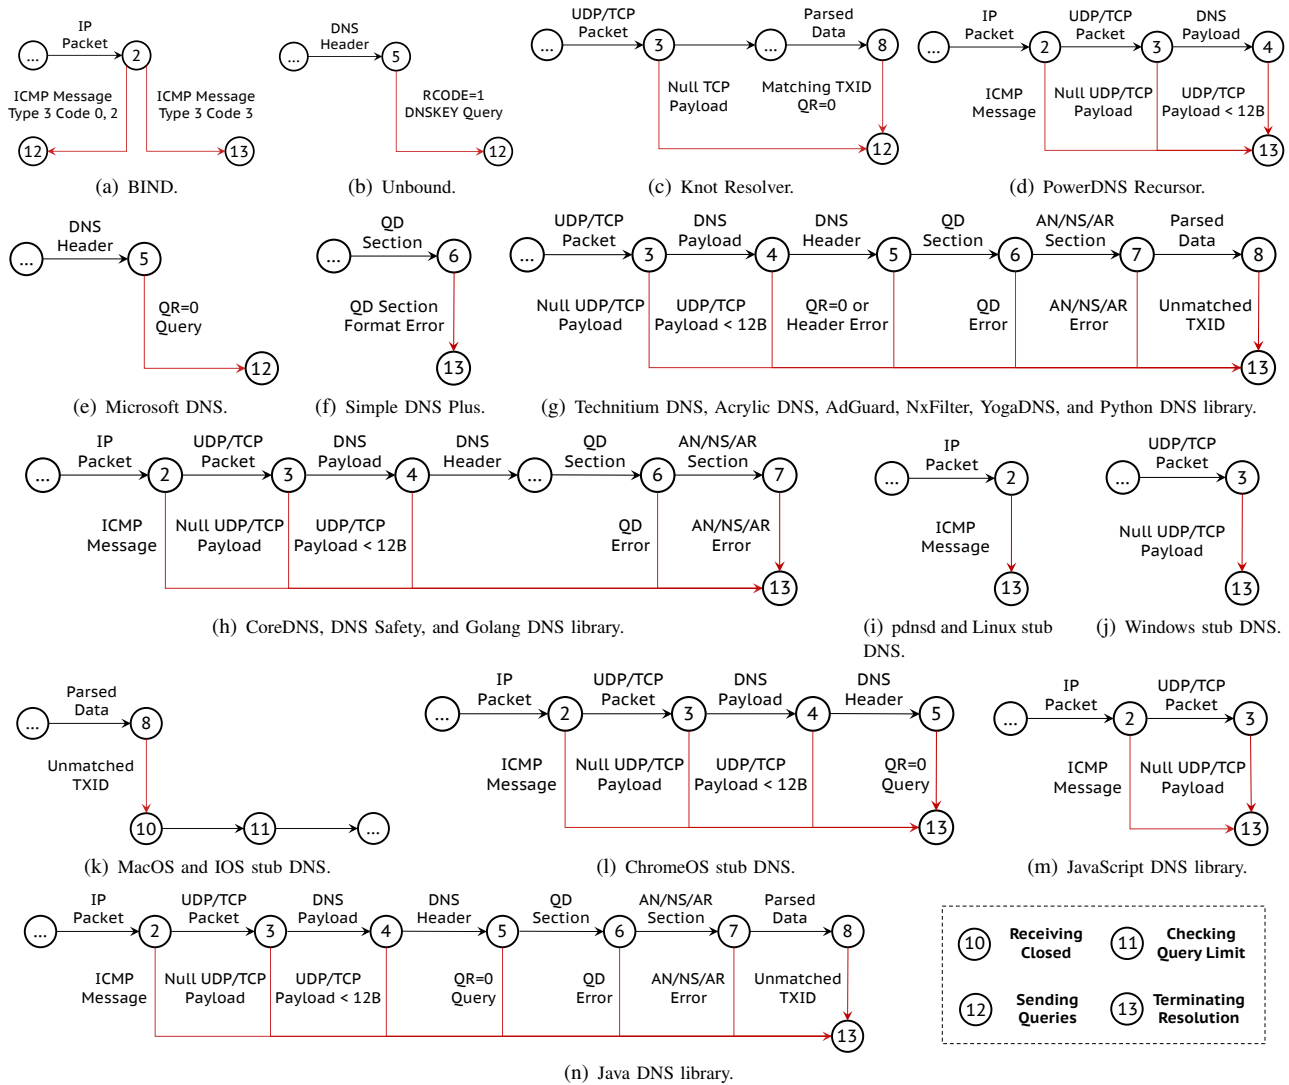 IP
Packet
... 2
ICMP Message
Type 3 Code 0, 2
ICMP Message
Type 3 Code 3
12 13
(a) BIND.
DNS
Header
... 5
RCODE=1
DNSKEY Query
12
(b) Unbound.
UDP/TCP
Packet
Parsed
Data
... 3 ... 8
Null TCP
Payload
Matching TXID
QR=0
12
(c) Knot Resolver.
IP
Packet
UDP/TCP
Packet
DNS
Payload
... 2 3 4
ICMP
Message
Null UDP/TCP
Payload
UDP/TCP
Payload < 12B
13
(d) PowerDNS Recursor.
DNS
Header
... 5
QR=0
Query
12
(e) Microsoft DNS.
QD
Section
... 6
QD Section
Format Error
13
(f) Simple DNS Plus.
UDP/TCP
Packet
DNS
Payload
DNS
Header
QD
Section
AN/NS/AR
Section
Parsed
Data
... 3 4 5 6 7 8
Null UDP/TCP
Payload
UDP/TCP
Payload < 12B
QR=0 or
Header Error
QD
Error
AN/NS/AR
Error
Unmatched
TXID
13
(g) Technitium DNS, Acrylic DNS, AdGuard, NxFilter, YogaDNS, and Python DNS library.
IP
Packet
UDP/TCP
Packet
DNS
Payload
DNS
Header
QD
Section
AN/NS/AR
Section
... 2 3 4 ... 6 7
ICMP
Message
Null UDP/TCP
Payload
UDP/TCP
Payload < 12B
QD
Error
AN/NS/AR
Error
13
(h) CoreDNS, DNS Safety, and Golang DNS library.
IP
Packet
... 2
ICMP
Message
13
(i) pdnsd and Linux stub
DNS.
UDP/TCP
Packet
... 3
Null UDP/TCP
Payload
13
(j) Windows stub DNS.
Parsed
Data
... 8
Unmatched
TXID
10 11 ...
(k) MacOS and IOS stub DNS.
IP
Packet
UDP/TCP
Packet
DNS
Payload
DNS
Header
... 2 3 4 5
ICMP
Message
Null UDP/TCP
Payload
UDP/TCP
Payload < 12B
QR=0
Query
13
(l) ChromeOS stub DNS.
IP
Packet
UDP/TCP
Packet
... 2 3
ICMP
Message
Null UDP/TCP
Payload
13
(m) JavaScript DNS library.
IP
Packet
UDP/TCP
Packet
DNS
Payload
DNS
Header
QD
Section
AN/NS/AR
Section
Parsed
Data
... 2 3 4 5 6 7 8
ICMP
Message
Null UDP/TCP
Payload
UDP/TCP
Payload < 12B
QR=0
Query
QD
Error
AN/NS/AR
Error
Unmatched
TXID
13
(n) Java DNS library.
10 Receiving
Closed
11 Checking
Query Limit
12 Sending
Queries
13 Terminating
Resolution